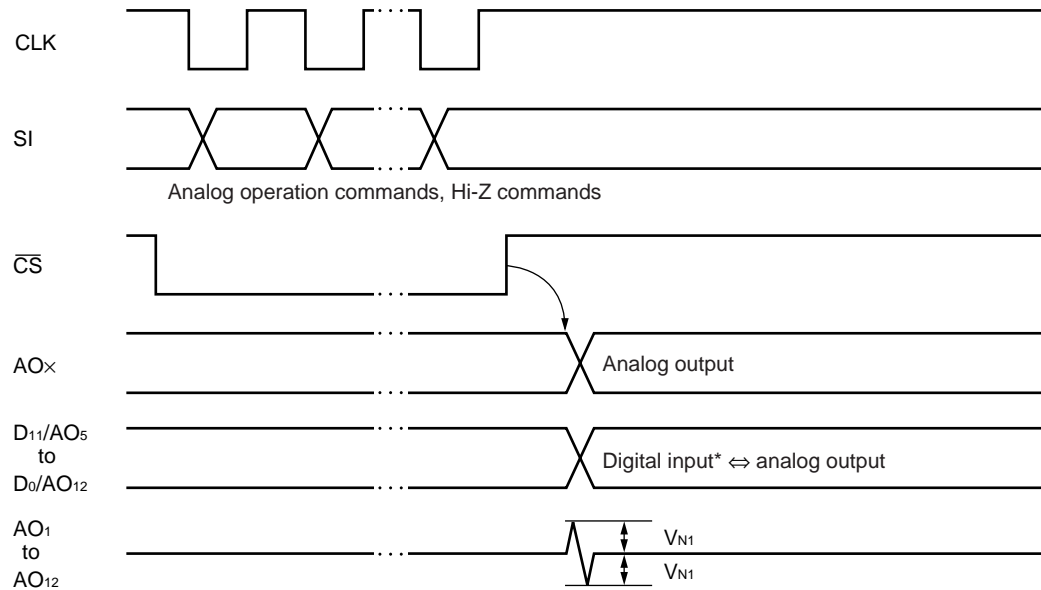 CLK
SI
Analog operation commands, Hi-Z commands
CS
AO×
Analog output
D11/AO5
to
D0/AO12
Digital input* ⇔ analog output
AO1
to
AO12
VN1
VN1